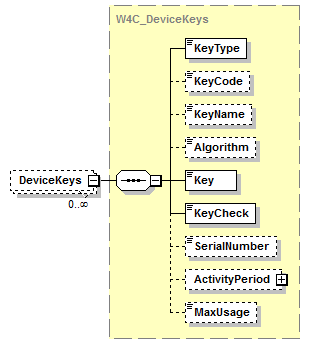 W4C_DeviceKeys
KeyType
KeyCode
KeyName
Algorithm
DeviceKeys
Key
0..∞
KeyCheck
SerialNumber
ActivityPeriod
MaxUsage